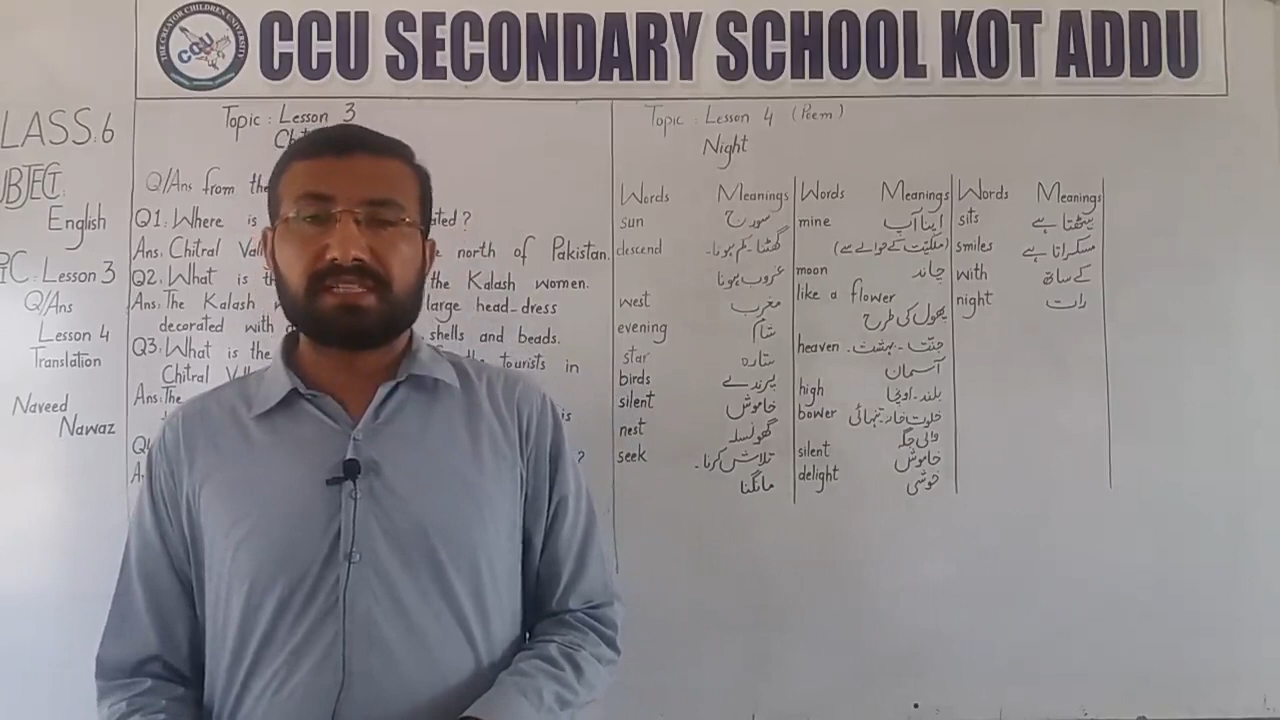 CCU SECONDARY SCHOOL KOT ADDU
THE CREATOR CHILDREN UNIVERSITY
CCU
LASS:6
UBJECT:
English
IC: Lesson 3
Q/Ans
Lesson 4
Translation
Naveed
Nawaz
Topic: Lesson 3
Q/Ans from the
Q1: Where is ated?
Ans: Chitral Vall north of Pakistan.
Q2. What is th the Kalash women.
Ans: The Kalash large head-dress
decorated with shells and beads.
Q3: What is the the tourists in
Chitral Vall
Ans: The
is
?
Topic: Lesson 4 (Poem)
Night
Words Meanings
sun سورج
descend گھٹنا۔ کم ہونا۔
غروب ہونا
west مغرب
evening شام
star ستارہ
birds پرندے
silent خاموش
nest گھونسلہ
seek تلاش کرنا۔
مانگنا
Words Meanings
mine اپنا آپ
(ملکیت کے حوالے سے)
moon چاند
like a flower
پھول کی طرح
heaven جنت۔ بہشت۔
آسمان
high بلند۔ اونچا
bower خلوت خانہ۔ تنہائی
والی جگہ
silent خاموش
delight خوشی
Words Meanings
sits بیٹھتا ہے
smiles مسکراتا ہے
with کے ساتھ
night رات